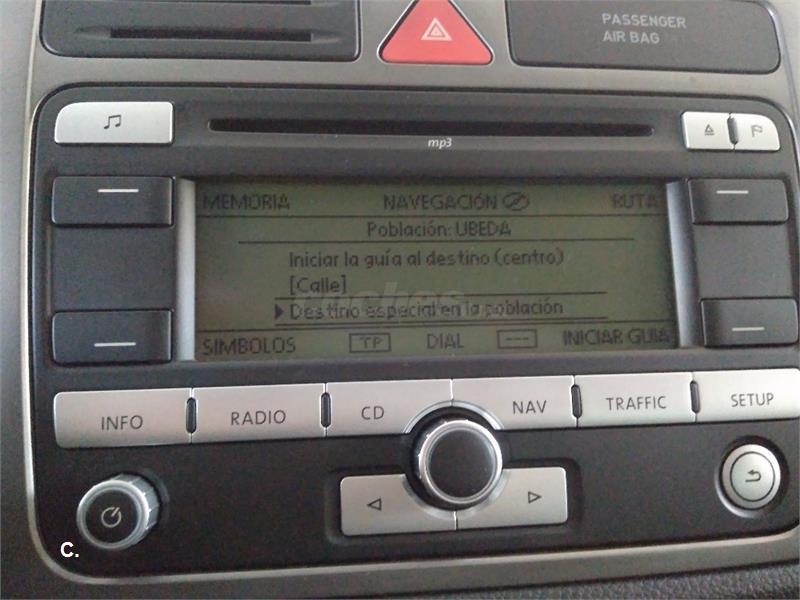 PASSENGER
AIR BAG
mp3
MEMORIA NAVEGACIÓN RUTA
Población: UBEDA
Iniciar la guía al destino (centro)
[Calle]
Destino especial en la población
SIMBOLOS TP DIAL --- INICIAR GUIA
INFO RADIO CD NAV TRAFFIC SETUP
C.